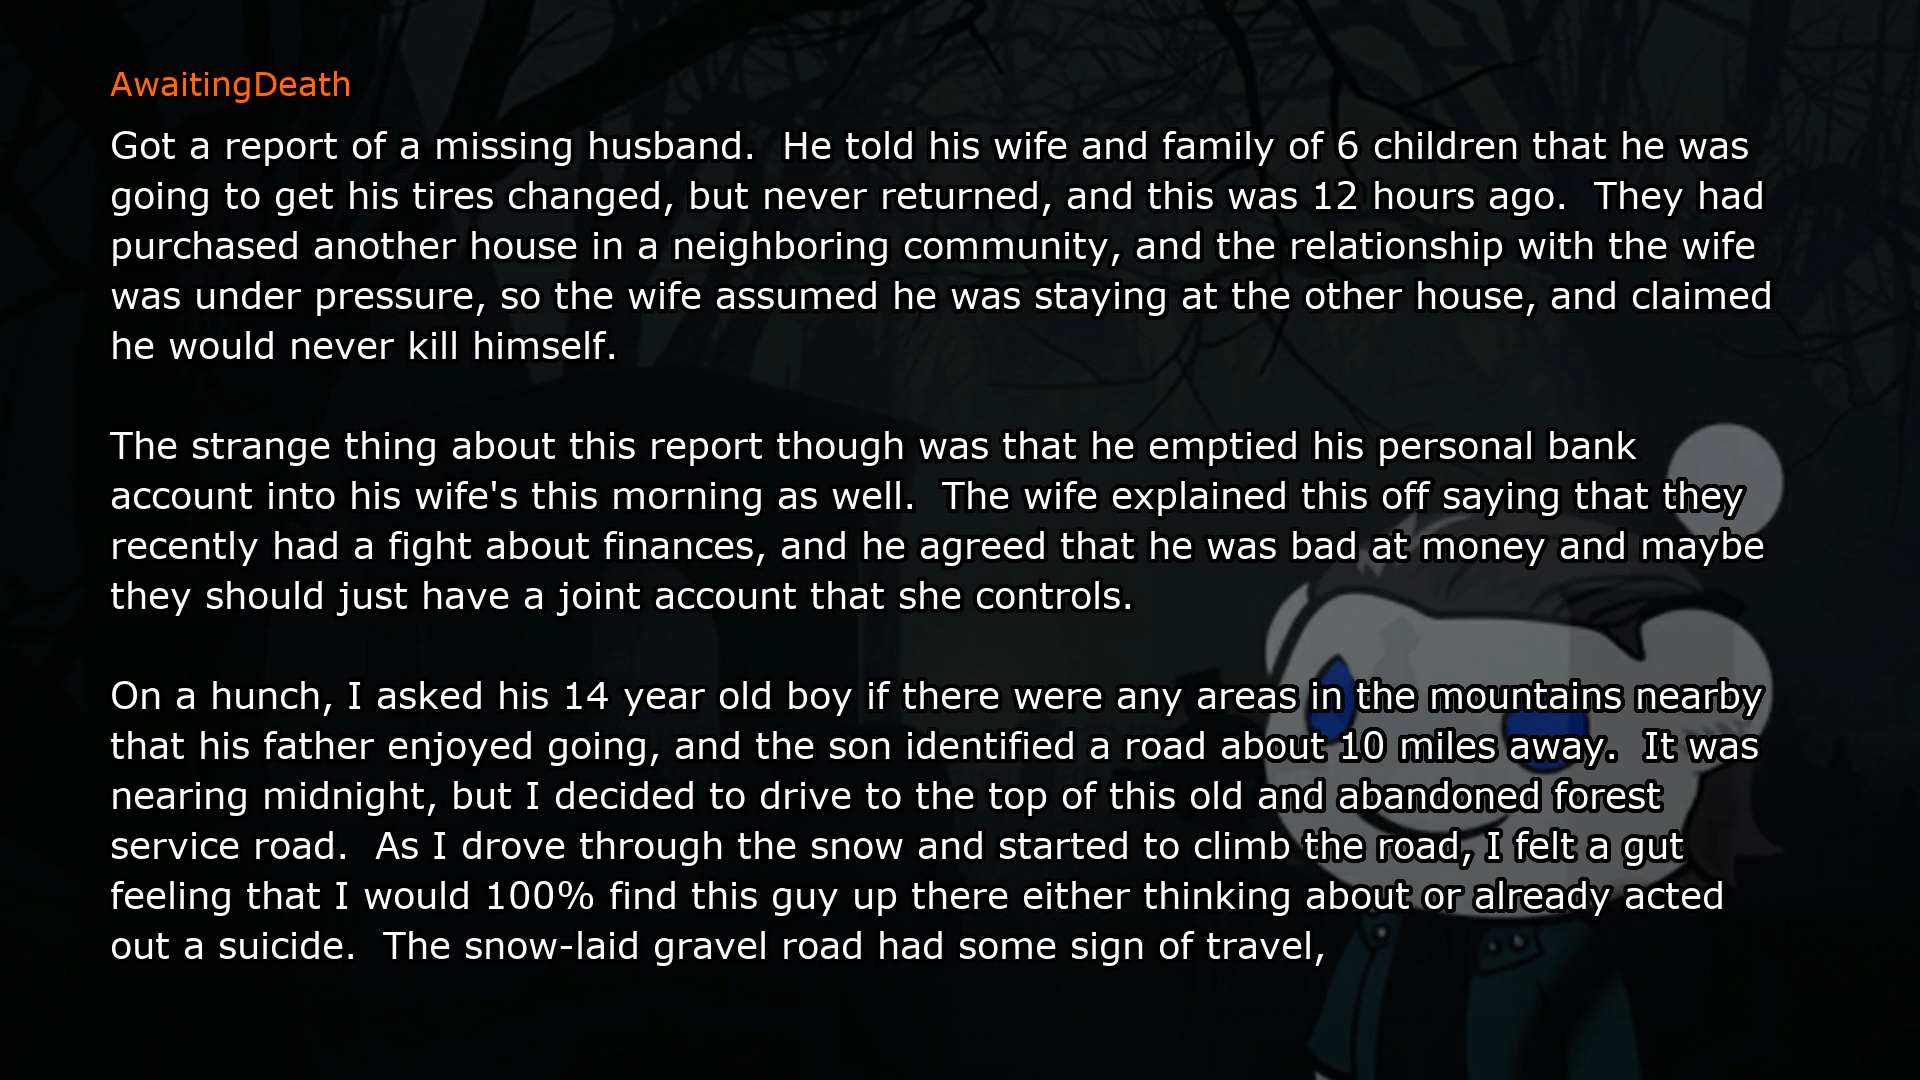 AwaitingDeath
Got a report of a missing husband.  He told his wife and family of 6 children that he was
going to get his tires changed, but never returned, and this was 12 hours ago.  They had
purchased another house in a neighboring community, and the relationship with the wife
was under pressure, so the wife assumed he was staying at the other house, and claimed
he would never kill himself.
The strange thing about this report though was that he emptied his personal bank
account into his wife's this morning as well.  The wife explained this off saying that they
recently had a fight about finances, and he agreed that he was bad at money and maybe
they should just have a joint account that she controls.
On a hunch, I asked his 14 year old boy if there were any areas in the mountains nearby
that his father enjoyed going, and the son identified a road about 10 miles away.  It was
nearing midnight, but I decided to drive to the top of this old and abandoned forest
service road.  As I drove through the snow and started to climb the road, I felt a gut
feeling that I would 100% find this guy up there either thinking about or already acted
out a suicide.  The snow-laid gravel road had some sign of travel,